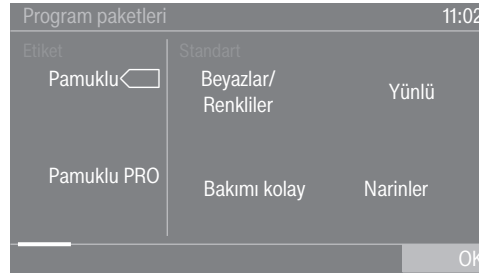 Program paketleri 11:02
Etiket Standart
Pamuklu Beyazlar/
Renkliler Yünlü
Pamuklu PRO Bakımı kolay Narinler
OK